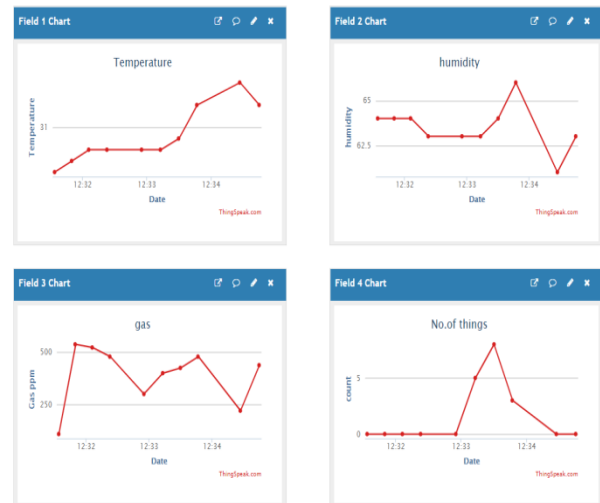 Field 1 Chart
Temperature
Temperature
31
12:32 12:33 12:34
Date
ThingSpeak.com
Field 2 Chart
humidity
humidity
65
62.5
12:32 12:33 12:34
Date
ThingSpeak.com
Field 3 Chart
gas
Gas ppm
500
250
12:32 12:33 12:34
Date
ThingSpeak.com
Field 4 Chart
No.of things
count
5
0
12:32 12:33 12:34
Date
ThingSpeak.com